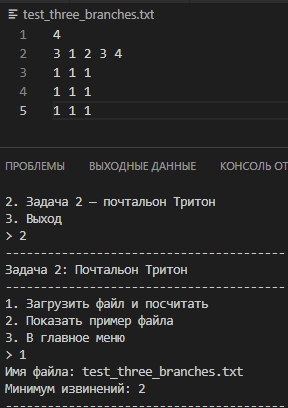 test_three_branches.txt
1 4
2 3 1 2 3 4
3 1 1 1
4 1 1 1
5 1 1 1
ПРОБЛЕМЫ ВЫХОДНЫЕ ДАННЫЕ КОНСОЛЬ ОТ
2. Задача 2 — почтальон Тритон
3. Выход
> 2
----------------------------------------
Задача 2: Почтальон Тритон
----------------------------------------
1. Загрузить файл и посчитать
2. Показать пример файла
3. В главное меню
> 1
Имя файла: test_three_branches.txt
Минимум извинений: 2
----------------------------------------